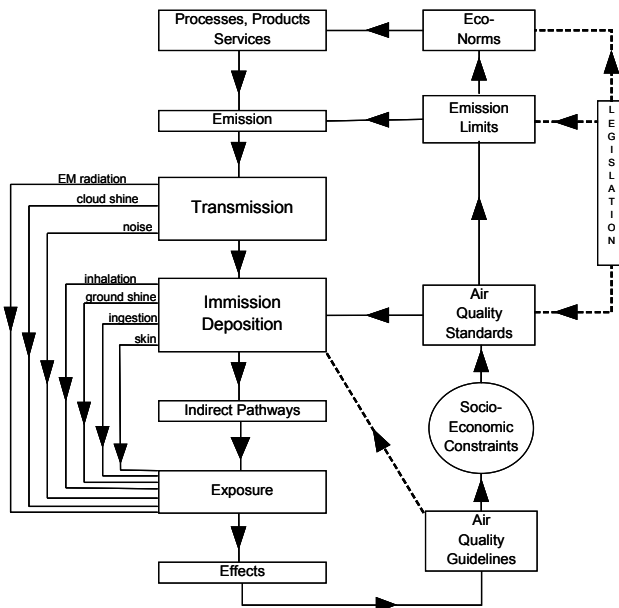 Processes, Products
Services
Eco-
Norms
Emission
Emission
Limits
LEGISLATION
EM radiation
cloud shine
noise
Transmission
inhalation
ground shine
ingestion
skin
Immission
Deposition
Air
Quality
Standards
Indirect Pathways
Socio-
Economic
Constraints
Exposure
Air
Quality
Guidelines
Effects